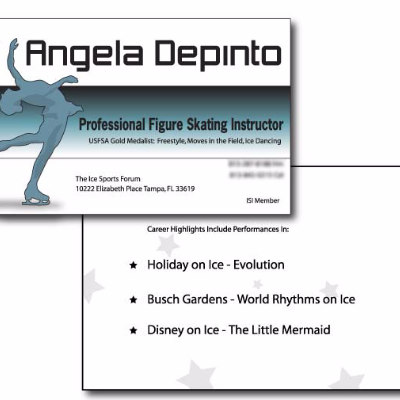 Angela Depinto
Professional Figure Skating Instructor
USFSA Gold Medalist: Freestyle, Moves in the Field, Ice Dancing
The Ice Sports Forum
10222 Elizabeth Place Tampa, FL 33619
ISI Member
Career Highlights Include Performances In:
Holiday on Ice - Evolution
Busch Gardens - World Rhythms on Ice
Disney on Ice - The Little Mermaid